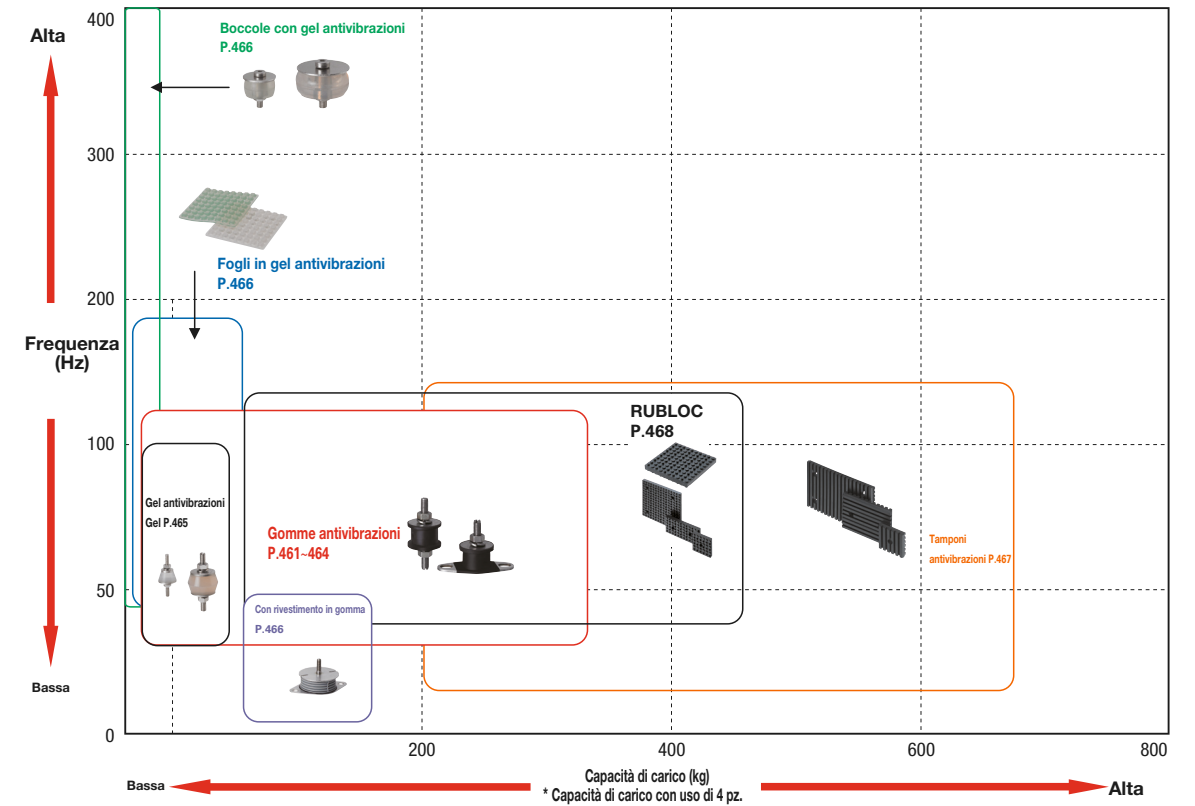 400
Alta
Boccole con gel antivibrazioni
P.466
300
Fogli in gel antivibrazioni
P.466
200
Frequenza
(Hz)
RUBLOC
P.468
100
Gel antivibrazioni
Gel P.465
Gomme antivibrazioni
P.461~464
Tamponi
antivibrazioni P.467
50
Con rivestimento in gomma
P.466
Bassa
0
200
400
600
800
Bassa
Capacità di carico (kg)
* Capacità di carico con uso di 4 pz.
Alta